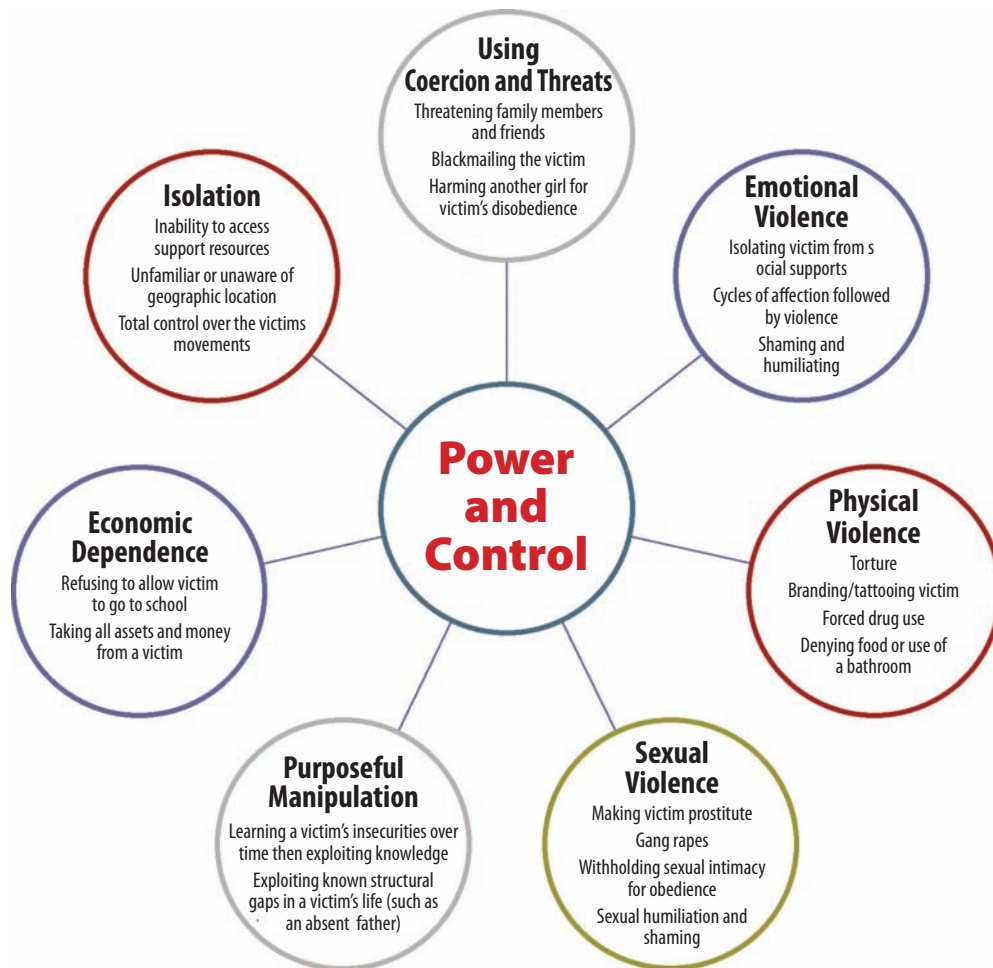 Using
Coercion and Threats
Threatening family members
and friends
Blackmailing the victim
Harming another girl for
victim's disobedience
Emotional
Violence
Isolating victim from s
ocial supports
Cycles of affection followed
by violence
Shaming and
humiliating
Physical
Violence
Torture
Branding/tattooing victim
Forced drug use
Denying food or use of
a bathroom
Sexual
Violence
Making victim prostitute
Gang rapes
Withholding sexual intimacy
for obedience
Sexual humiliation and
shaming
Purposeful
Manipulation
Learning a victim's insecurities over
time then exploiting knowledge
Exploiting known structural
gaps in a victim's life (such as
an absent father)
Economic
Dependence
Refusing to allow victim
to go to school
Taking all assets and money
from a victim
Isolation
Inability to access
support resources
Unfamiliar or unaware of
geographic location
Total control over the victims
movements
Power
and
Control